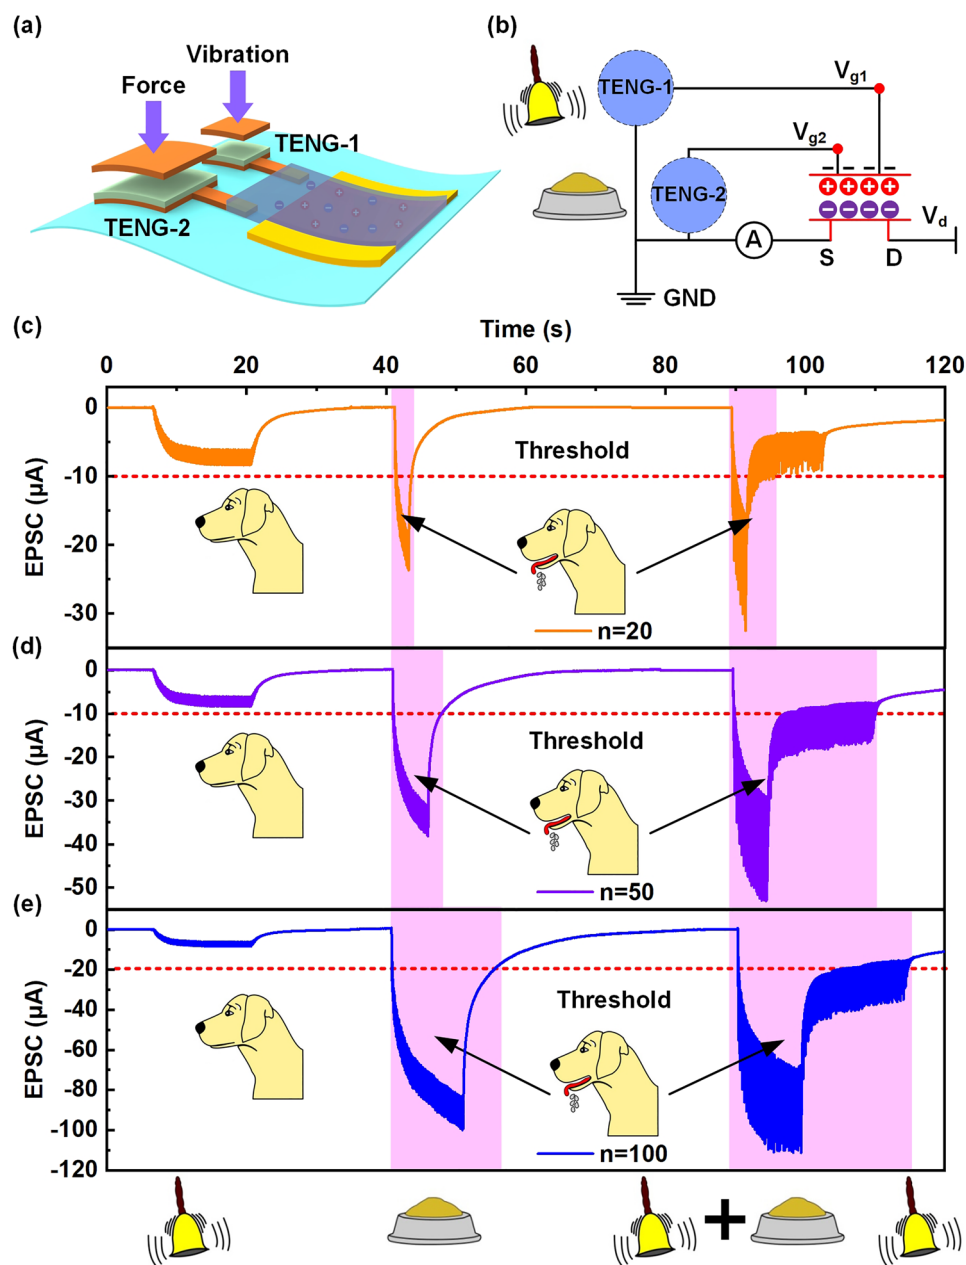 (a)
Vibration
Force
TENG-1
TENG-2
(b)
TENG-1
Vg1
Vg2
TENG-2
+ + + +
− − − −
Vd
A
S
D
GND
(c)
Time (s)
0 20 40 60 80 100 120
0
-10
-20
-30
EPSC (µA)
Threshold
n=20
(d)
0
-10
-20
-30
-40
-50
EPSC (µA)
Threshold
n=50
(e)
0
-20
-40
-60
-80
-100
-120
EPSC (µA)
Threshold
n=100
+